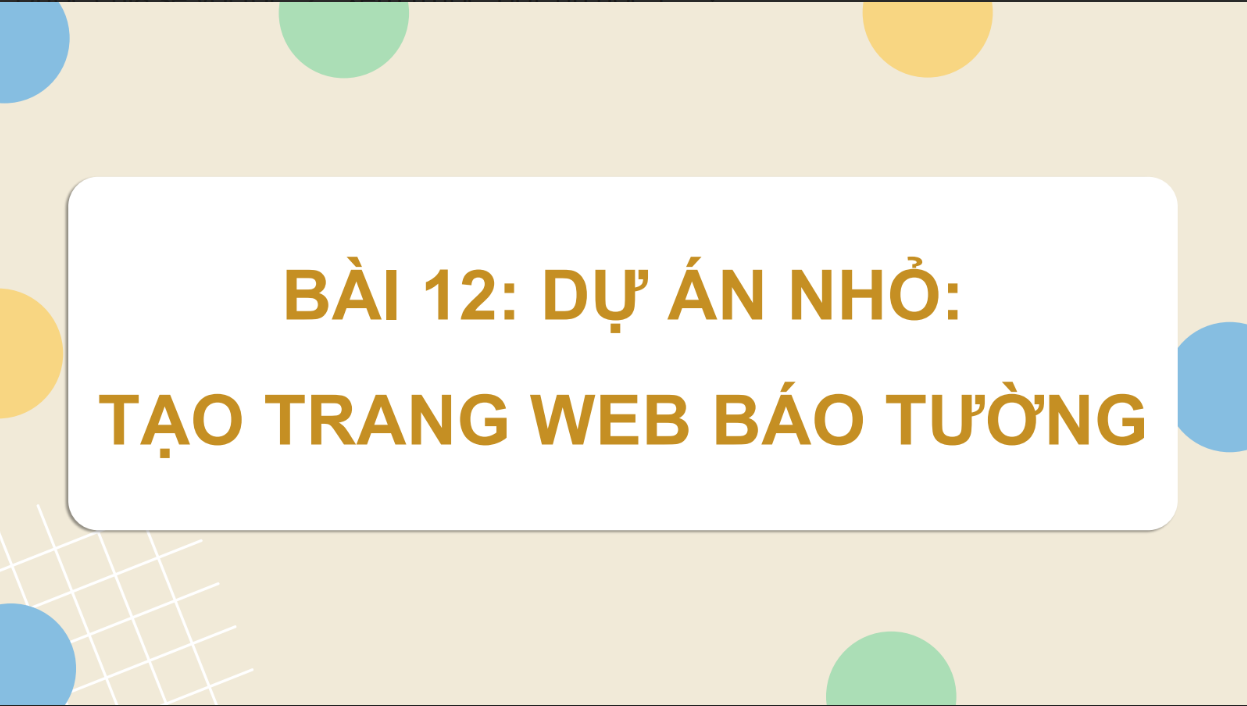 BÀI 12: DỰ ÁN NHỎ:
TẠO TRANG WEB BÁO TƯỜNG